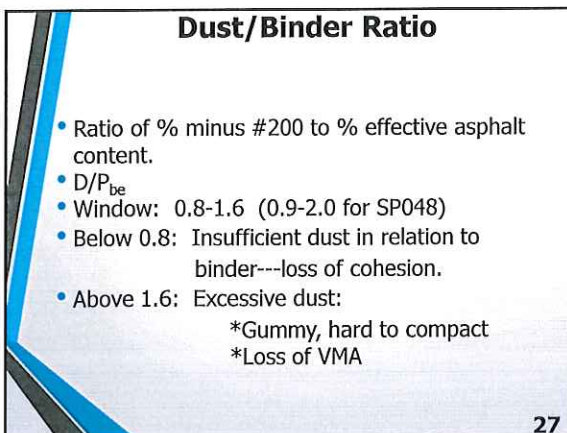 Dust/Binder Ratio
• Ratio of % minus #200 to % effective asphalt
content.
• D/Pbe
• Window: 0.8-1.6 (0.9-2.0 for SP048)
• Below 0.8: Insufficient dust in relation to
binder---loss of cohesion.
• Above 1.6: Excessive dust:
*Gummy, hard to compact
*Loss of VMA
27